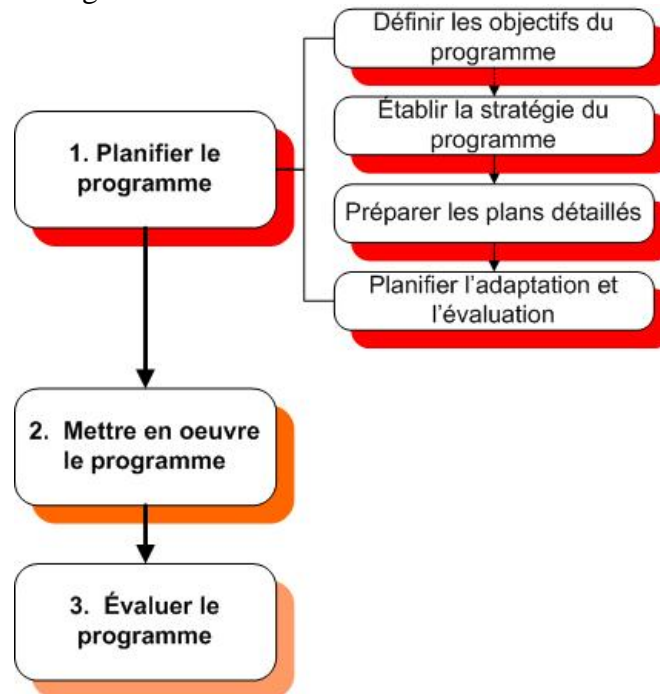 Définir les objectifs du
programme
Établir la stratégie du
programme
1. Planifier le
programme
Préparer les plans détaillés
Planifier l'adaptation et
l'évaluation
2. Mettre en oeuvre
le programme
3. Évaluer le
programme